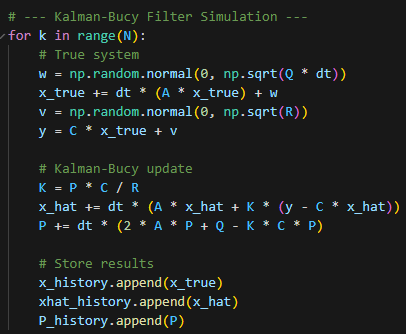 # --- Kalman-Bucy Filter Simulation ---
for k in range(N):
    # True system
    w = np.random.normal(0, np.sqrt(Q * dt))
    x_true += dt * (A * x_true) + w
    v = np.random.normal(0, np.sqrt(R))
    y = C * x_true + v

    # Kalman-Bucy update
    K = P * C / R
    x_hat += dt * (A * x_hat + K * (y - C * x_hat))
    P += dt * (2 * A * P + Q - K * C * P)

    # Store results
    x_history.append(x_true)
    xhat_history.append(x_hat)
    P_history.append(P)